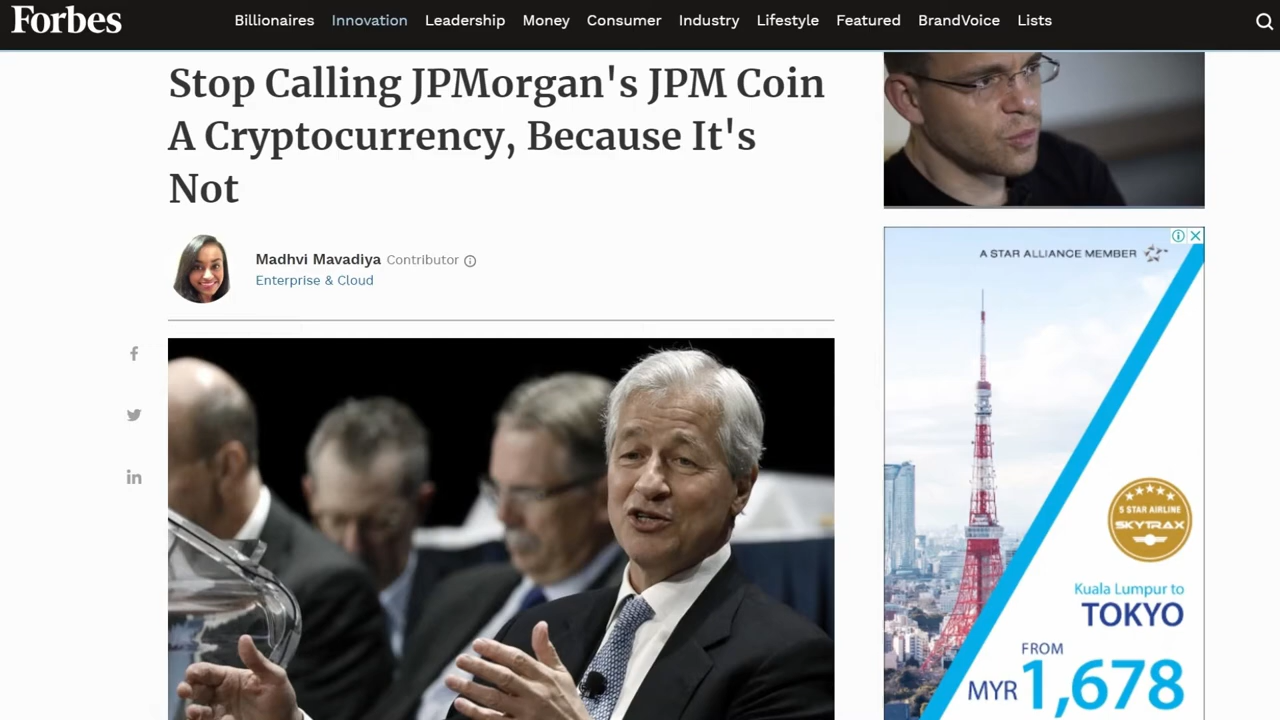 Forbes
Billionaires Innovation Leadership Money Consumer Industry Lifestyle Featured BrandVoice Lists
Stop Calling JPMorgan's JPM Coin
A Cryptocurrency, Because It's
Not
Madhvi Mavadiya Contributor
Enterprise & Cloud
A STAR ALLIANCE MEMBER
5 STAR AIRLINE
SKYTRAX
Kuala Lumpur to
TOKYO
FROM
MYR 1,678